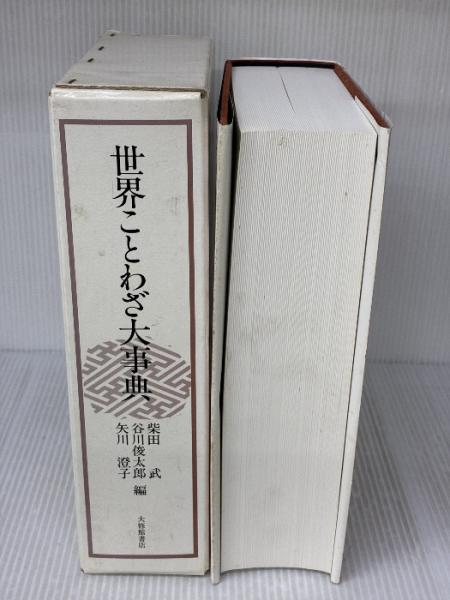 世界ことわざ大事典
柴田 武
谷川俊太郎 編
矢川 澄子
大修館書店